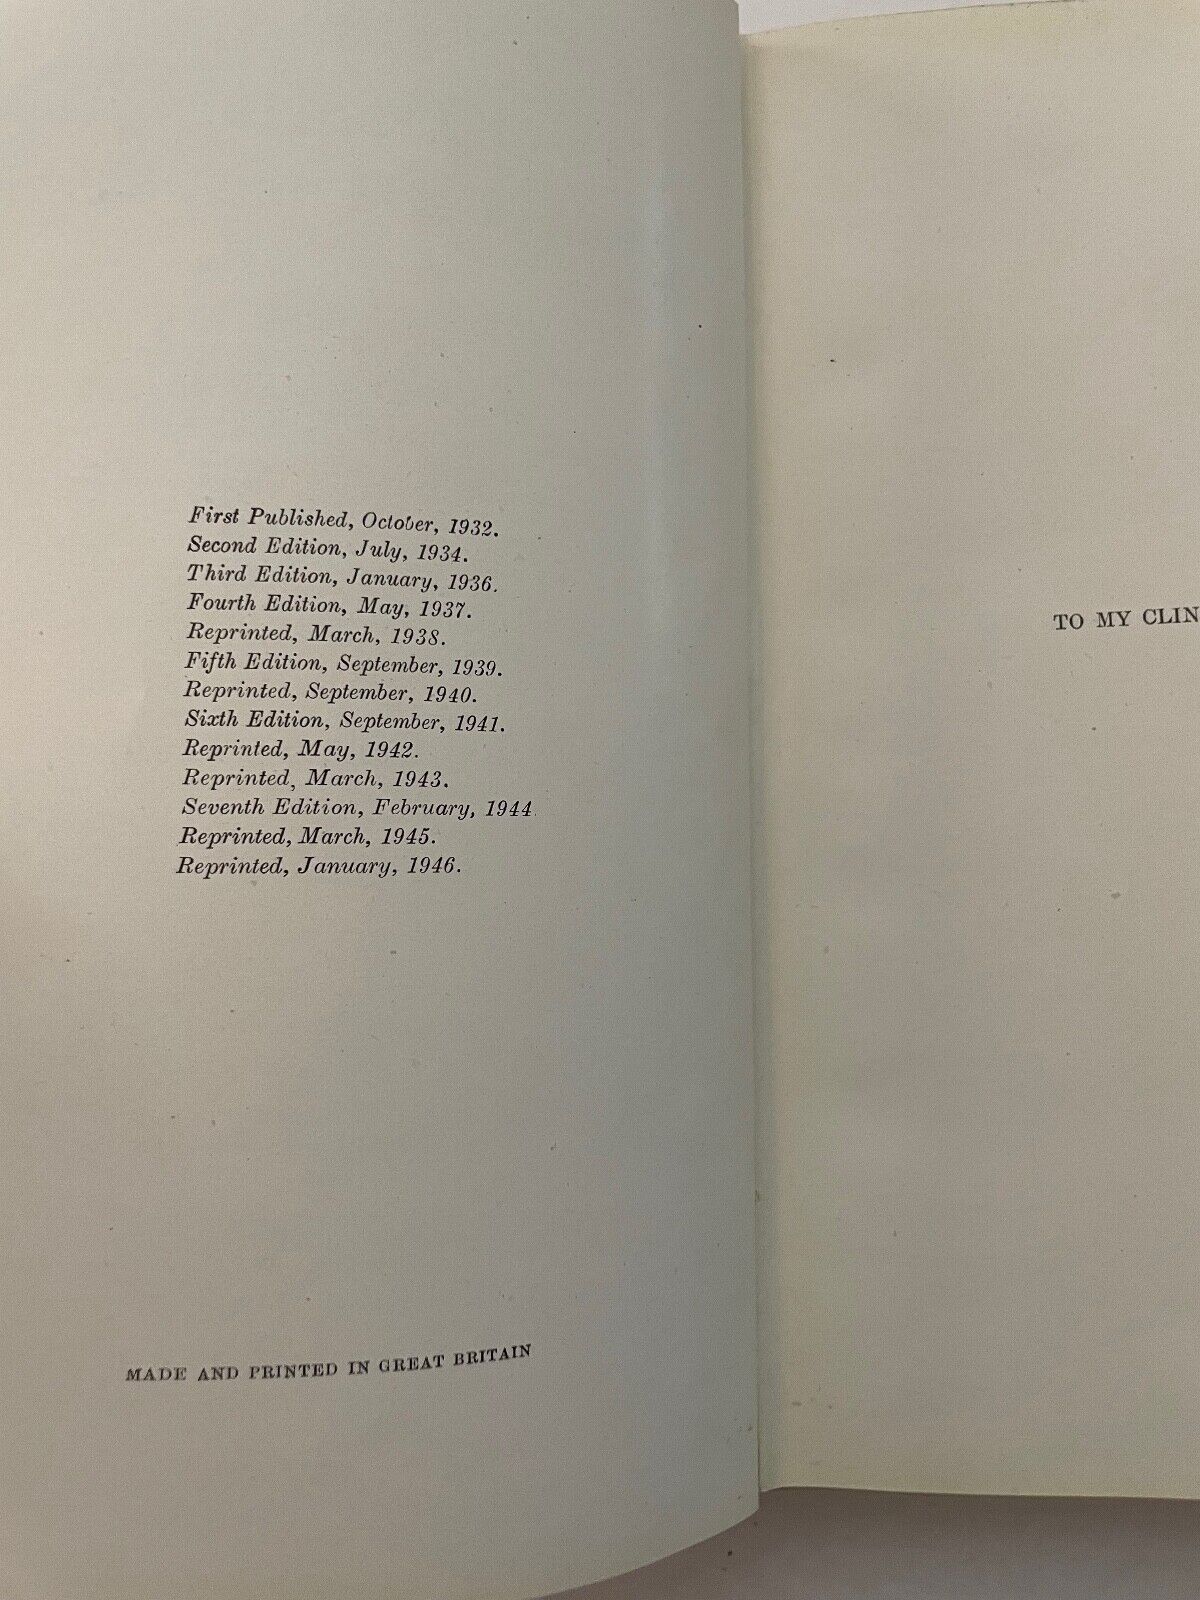 First Published, October, 1932.
Second Edition, July, 1934.
Third Edition, January, 1936.
Fourth Edition, May, 1937.
Reprinted, March, 1938.
Fifth Edition, September, 1939.
Reprinted, September, 1940.
Sixth Edition, September, 1941.
Reprinted, May, 1942.
Reprinted, March, 1943.
Seventh Edition, February, 1944.
Reprinted, March, 1945.
Reprinted, January, 1946.
MADE AND PRINTED IN GREAT BRITAIN
TO MY CLIN